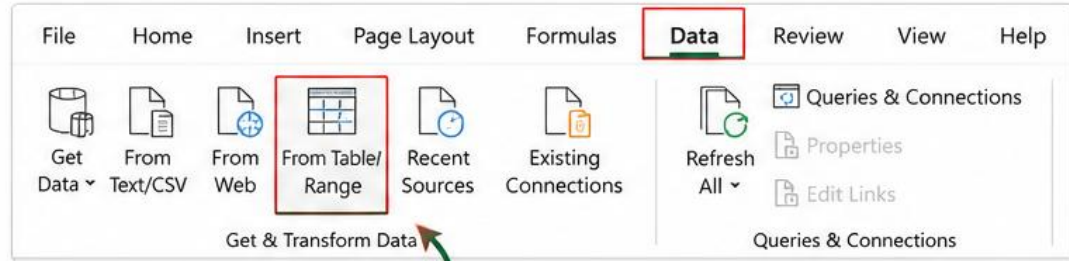 File Home Insert Page Layout Formulas Data Review View Help
Get Data
From Text/CSV
From Web
From Table/ Range
Recent Sources
Existing Connections
Refresh All
Queries & Connections
Properties
Edit Links
Get & Transform Data
Queries & Connections